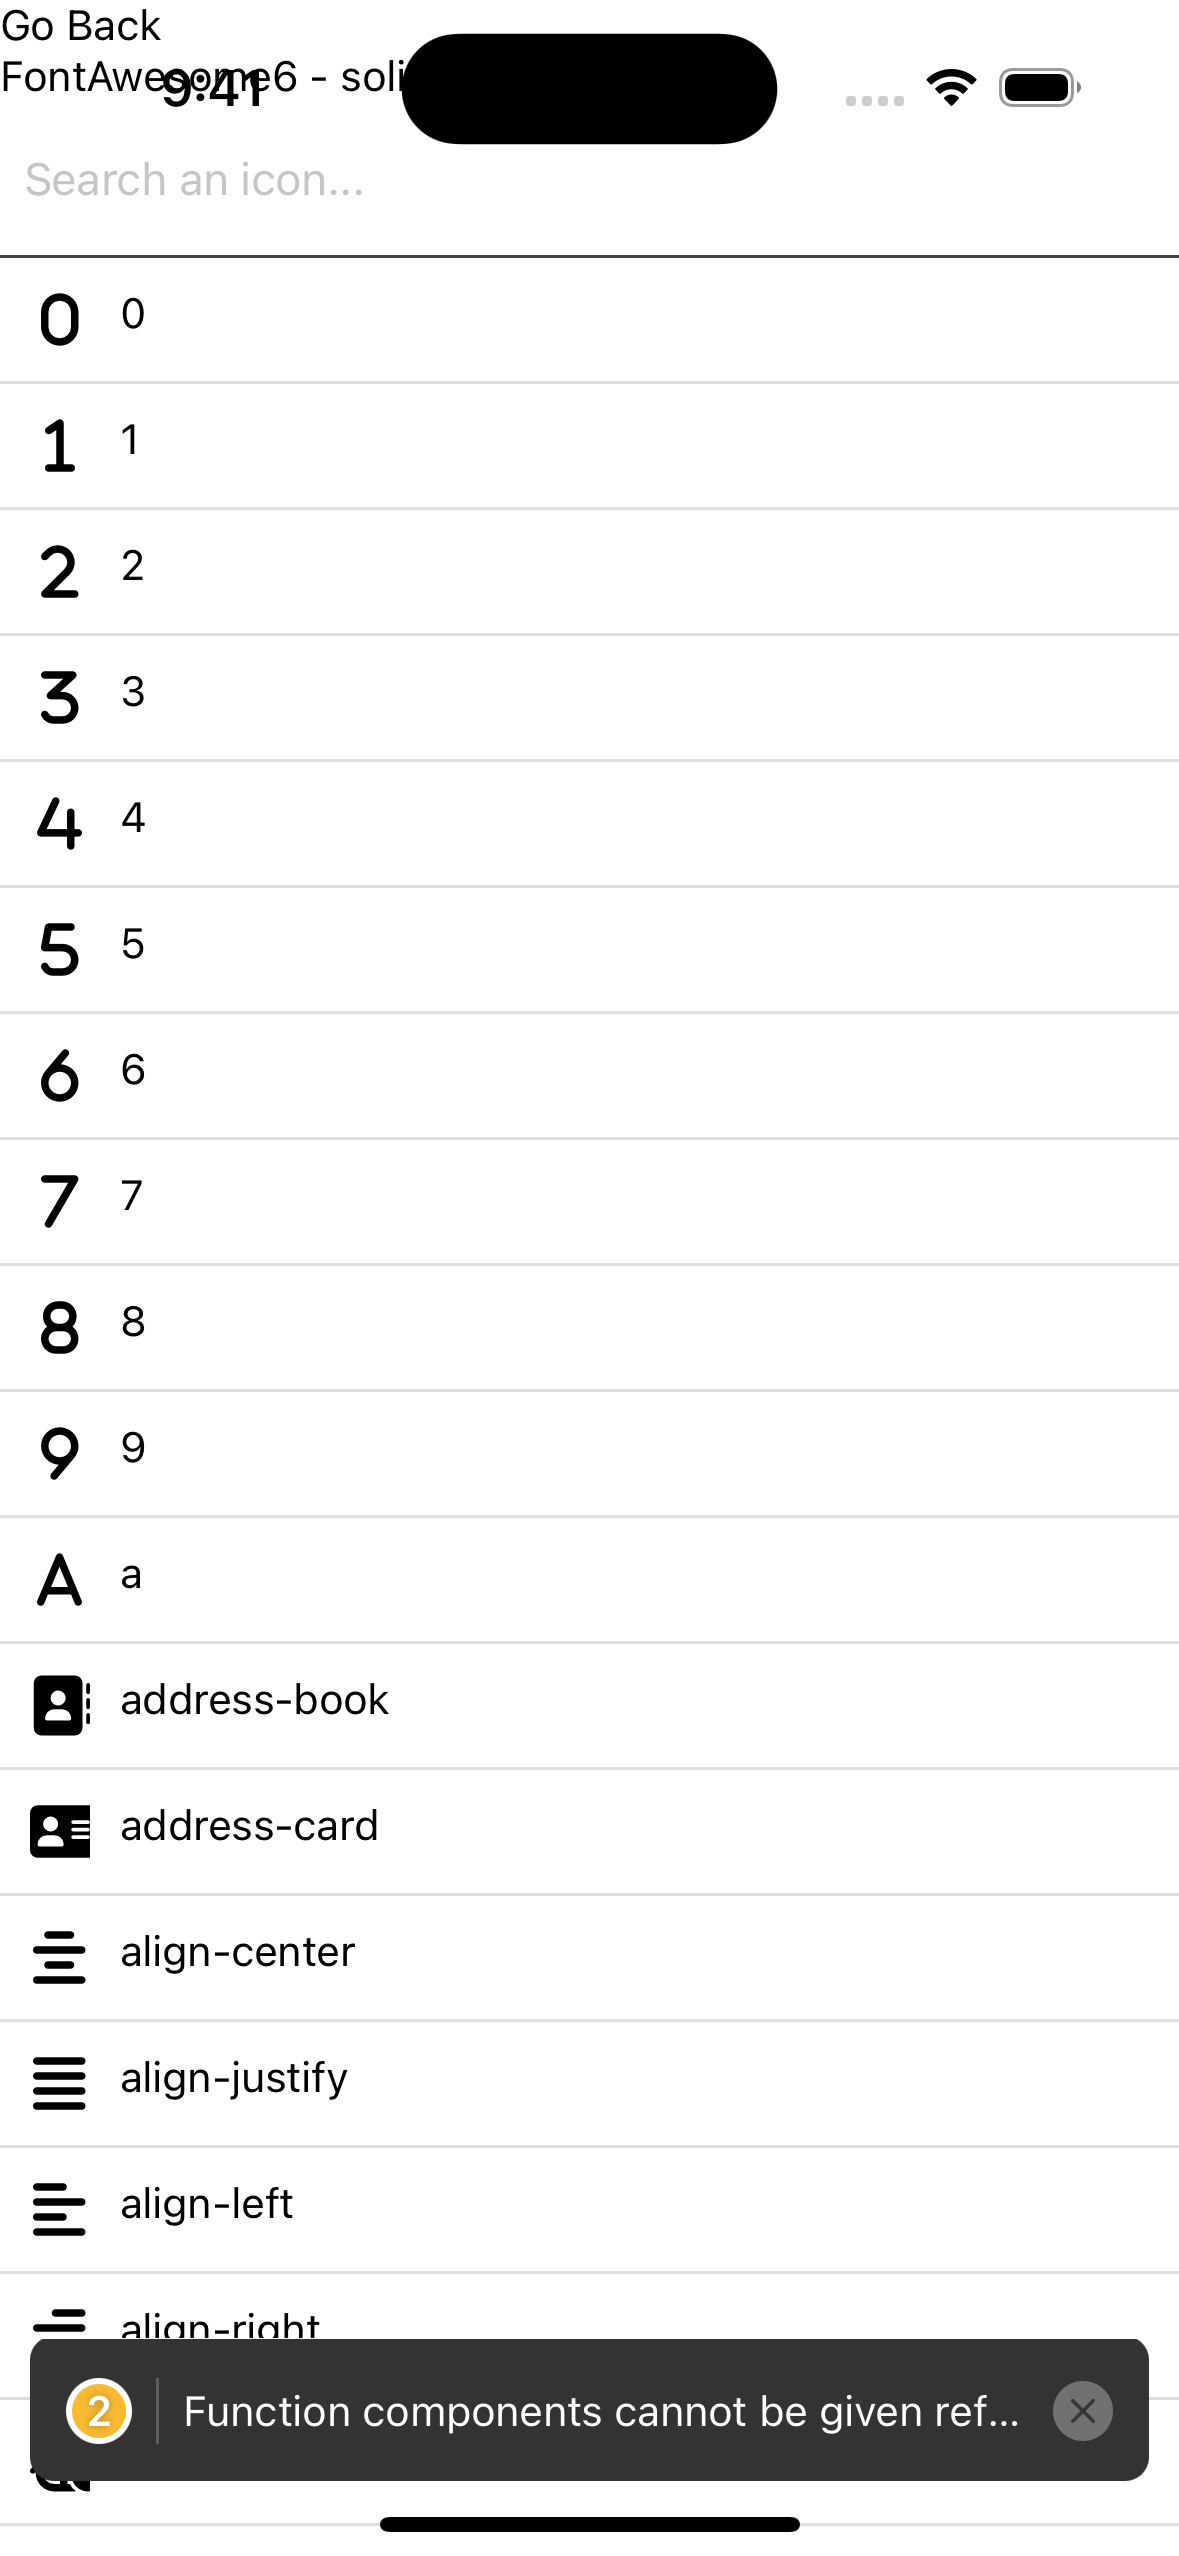 Go Back
FontAwesome6 - soli
9:41
Search an icon...
0 0
1 1
2 2
3 3
4 4
5 5
6 6
7 7
8 8
9 9
A a
address-book
address-card
align-center
align-justify
align-left
align-right
2 Function components cannot be given ref...